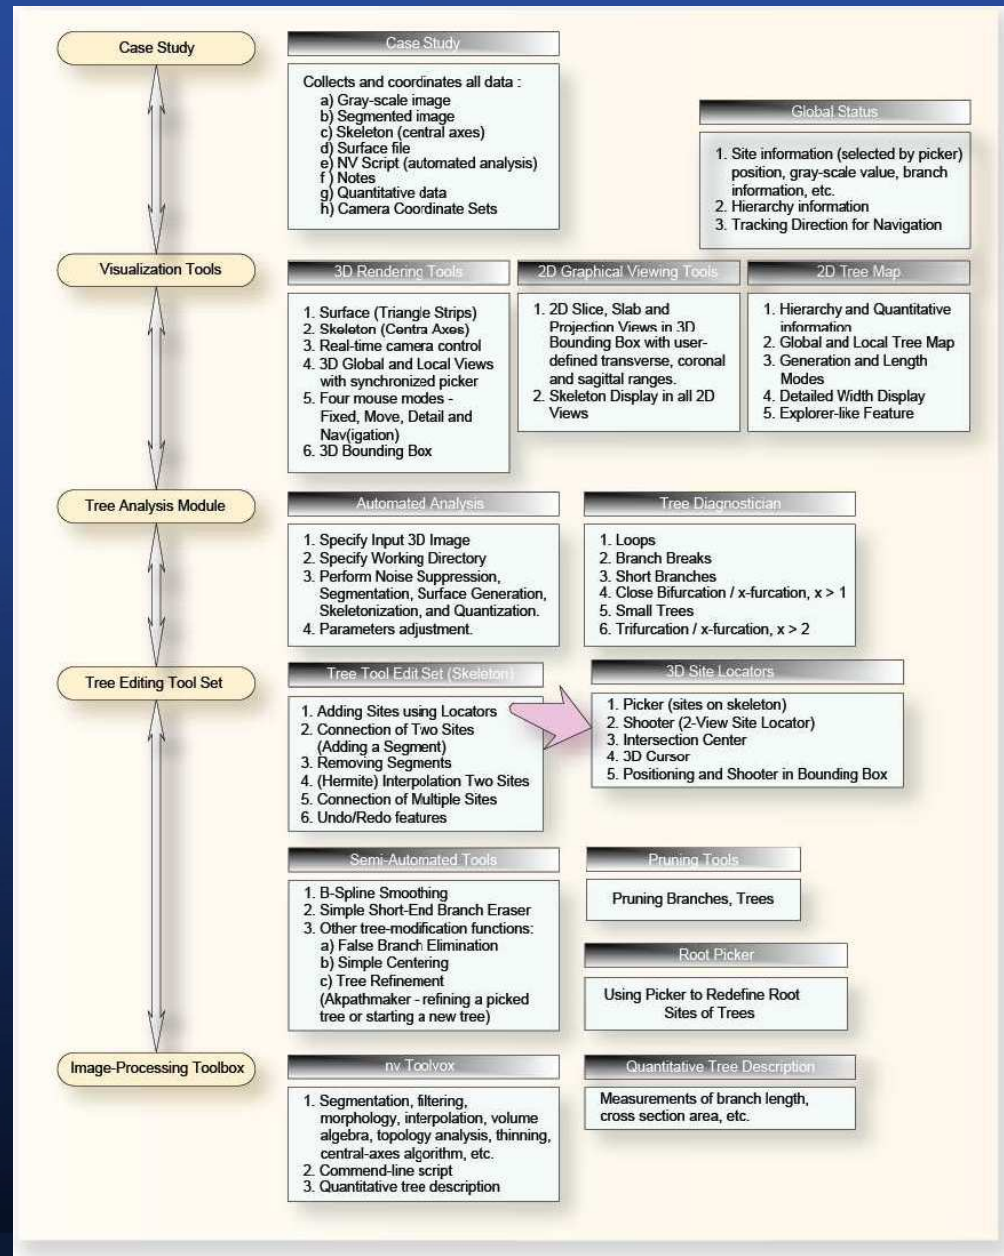 Case Study
Case Study
Collects and coordinates all data :
a) Gray-scale image
b) Segmented image
c) Skeleton (central axes)
d) Surface file
e) NV Script (automated analysis)
f ) Notes
g) Quantitative data
h) Camera Coordinate Sets
Global Status
1. Site information (selected by picker)
position, gray-scale value, branch
information, etc.
2. Hierarchy information
3. Tracking Direction for Navigation
Visualization Tools
3D Rendering Tools
1. Surface (Triangle Strips)
2. Skeleton (Centra Axes)
3. Real-time camera control
4. 3D Global and Local Views
with synchronized picker
5. Four mouse modes -
Fixed, Move, Detail and
Nav(igation)
6. 3D Bounding Box
2D Graphical Viewing Tools
1. 2D Slice, Slab and
Projection Views in 3D
Bounding Box with user-
defined transverse, coronal
and sagittal ranges.
2. Skeleton Display in all 2D
Views
2D Tree Map
1. Hierarchy and Quantitative
information
2. Global and Local Tree Map
3. Generation and Length
Modes
4. Detailed Width Display
5. Explorer-like Feature
Tree Analysis Module
Automated Analysis
1. Specify Input 3D Image
2. Specify Working Directory
3. Perform Noise Suppression,
Segmentation, Surface Generation,
Skeletonization, and Quantization.
4. Parameters adjustment.
Tree Diagnostician
1. Loops
2. Branch Breaks
3. Short Branches
4. Close Bifurcation / x-furcation, x > 1
5. Small Trees
6. Trifurcation / x-furcation, x > 2
Tree Editing Tool Set
Tree Tool Edit Set (Skeleton)
1. Adding Sites using Locators
2. Connection of Two Sites
(Adding a Segment)
3. Removing Segments
4. (Hermite) Interpolation Two Sites
5. Connection of Multiple Sites
6. Undo/Redo features
3D Site Locators
1. Picker (sites on skeleton)
2. Shooter (2-View Site Locator)
3. Intersection Center
4. 3D Cursor
5. Positioning and Shooter in Bounding Box
Semi-Automated Tools
1. B-Spline Smoothing
2. Simple Short-End Branch Eraser
3. Other tree-modification functions:
a) False Branch Elimination
b) Simple Centering
c) Tree Refinement
(Akpathmaker - refining a picked
tree or starting a new tree)
Pruning Tools
Pruning Branches, Trees
Root Picker
Using Picker to Redefine Root
Sites of Trees
Image-Processing Toolbox
nv Toolvox
1. Segmentation, filtering,
morphology, interpolation, volume
algebra, topology analysis, thinning,
central-axes algorithm, etc.
2. Commend-line script
3. Quantitative tree description
Quantitative Tree Description
Measurements of branch length,
cross section area, etc.